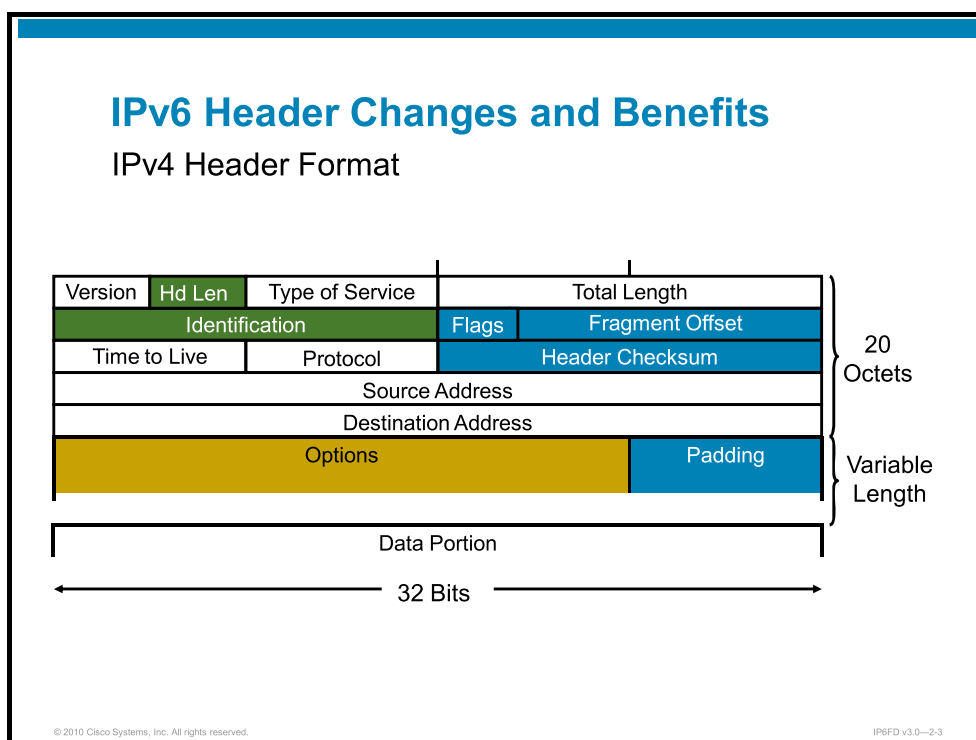 IPv6 Header Changes and Benefits
IPv4 Header Format
Version Hd Len Type of Service Total Length
Identification Flags Fragment Offset
Time to Live Protocol Header Checksum
Source Address
Destination Address
20
Octets
Options Padding
Variable
Length
Data Portion
32 Bits
© 2010 Cisco Systems, Inc. All rights reserved. IP6FD v3.0—2-3